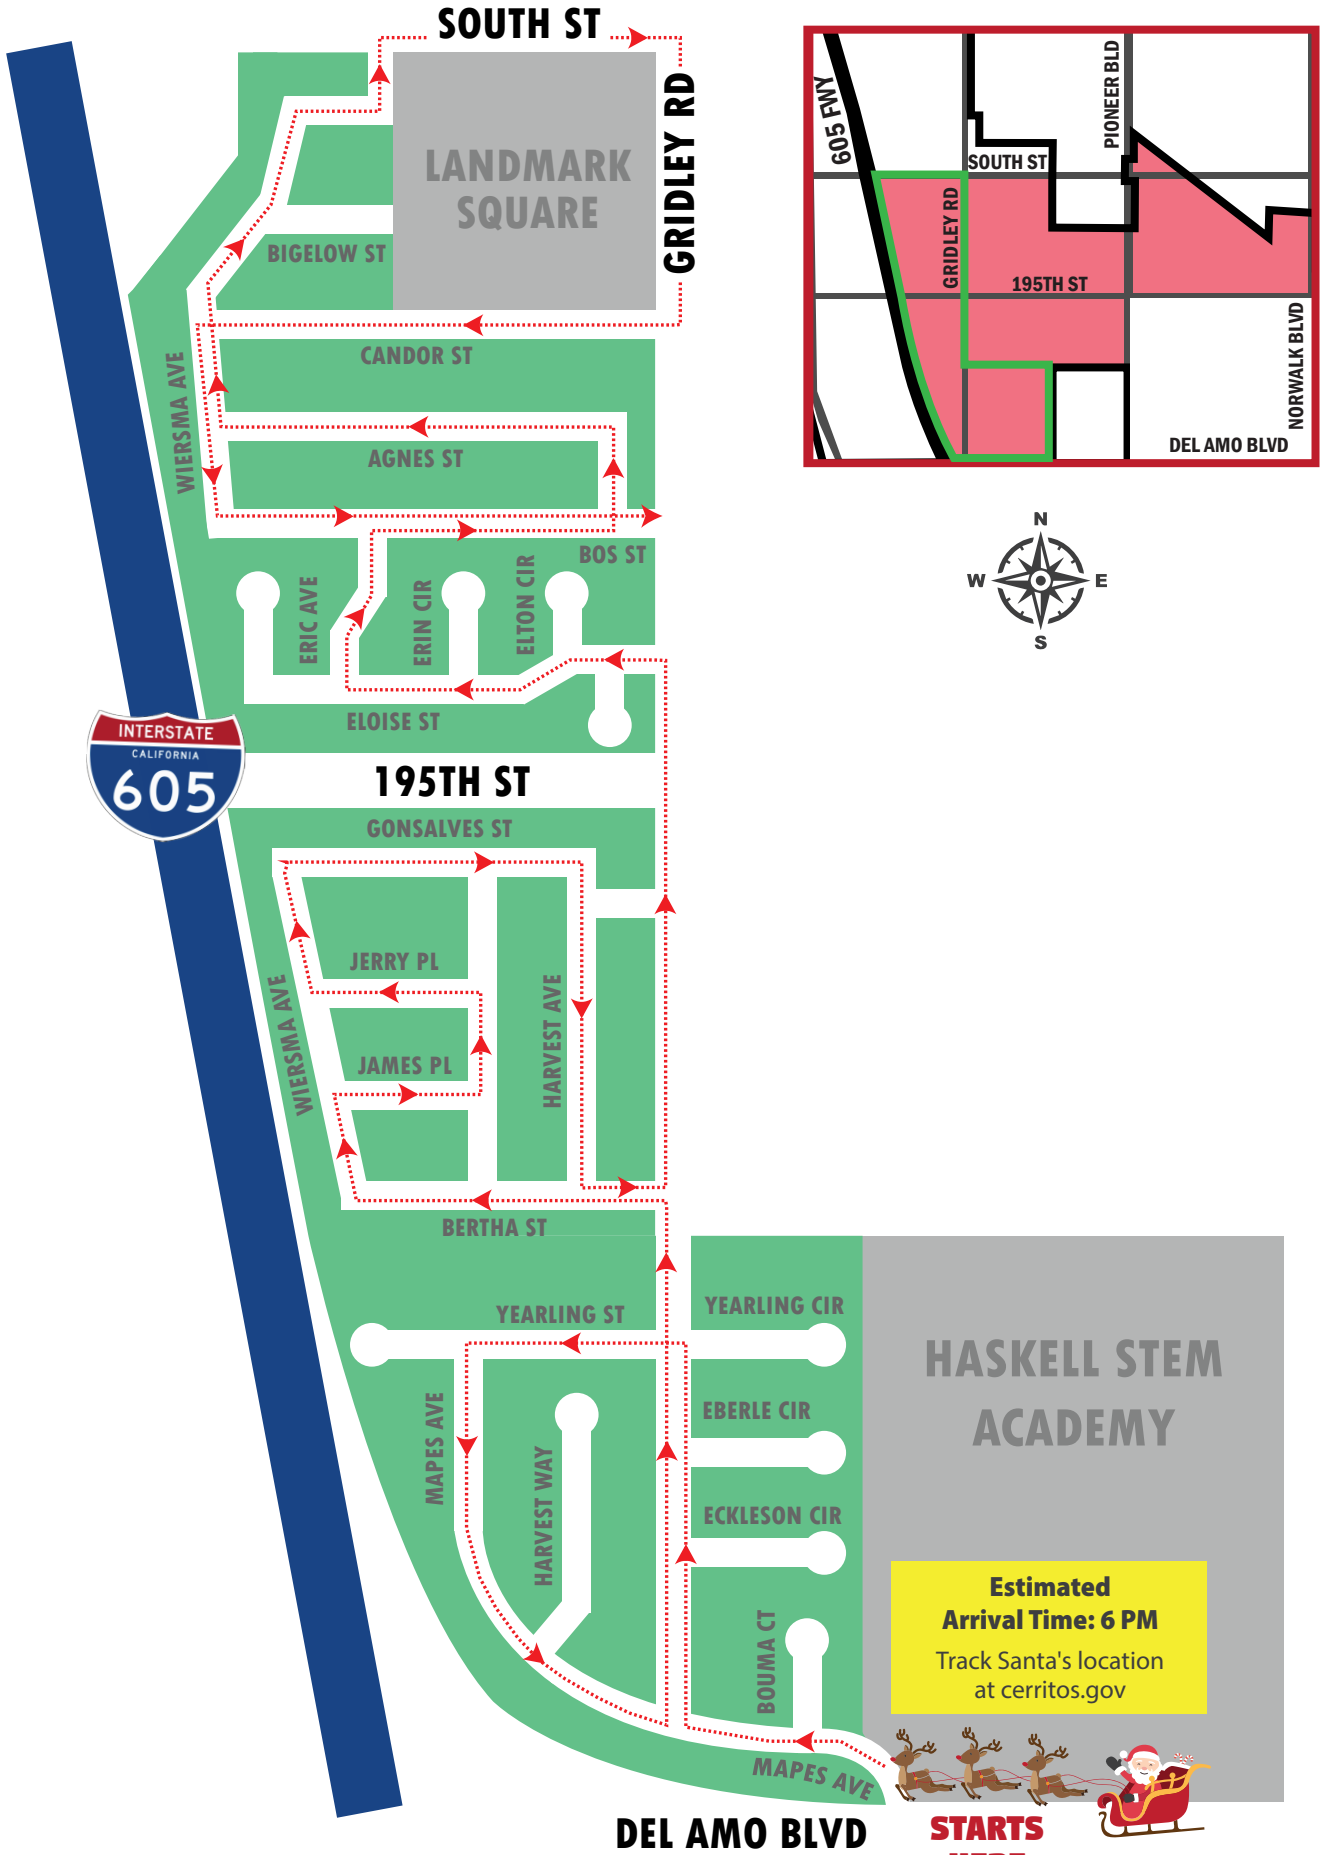 SOUTH ST
GRIDLEY RD
LANDMARK
SQUARE
BIGELOW ST
CANDOR ST
WIERSMA AVE
AGNES ST
BOS ST
ERIC AVE
ERIN CIR
ELTON CIR
ELOISE ST
INTERSTATE
CALIFORNIA
605
195TH ST
GONSALVES ST
JERRY PL
WIERSMA AVE
HARVEST AVE
JAMES PL
BERTHA ST
YEARLING ST
YEARLING CIR
MAPES AVE
EBERLE CIR
HARVEST WAY
ECKLESON CIR
BOUMA CT
MAPES AVE
DEL AMO BLVD
HASKELL STEM
ACADEMY
Estimated
Arrival Time: 6 PM
Track Santa's location
at cerritos.gov
STARTS
605 FWY
PIONEER BLD
SOUTH ST
GRIDLEY RD
195TH ST
NORWALK BLVD
DEL AMO BLVD
N
W
E
S